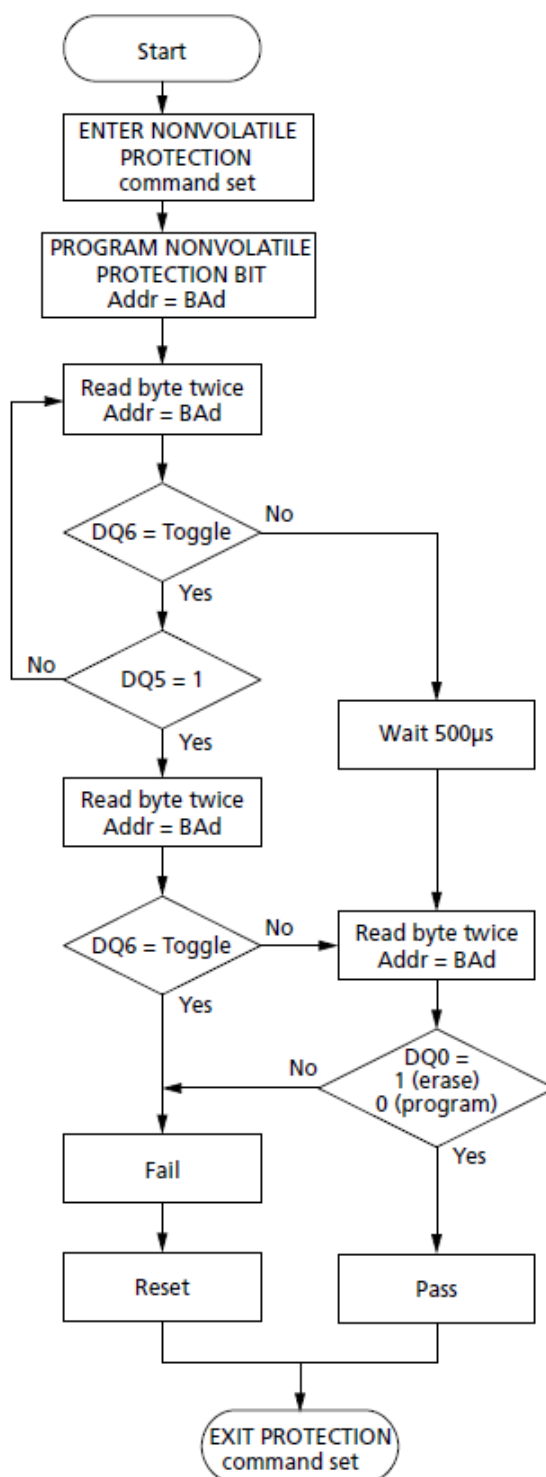 Start
ENTER NONVOLATILE
PROTECTION
command set
PROGRAM NONVOLATILE
PROTECTION BIT
Addr = BAd
Read byte twice
Addr = BAd
DQ6 = Toggle
No
Yes
No
DQ5 = 1
Yes
Wait 500µs
Read byte twice
Addr = BAd
DQ6 = Toggle
No
Yes
Read byte twice
Addr = BAd
DQ0 =
1 (erase)
0 (program)
No
Yes
Fail
Reset
Pass
EXIT PROTECTION
command set